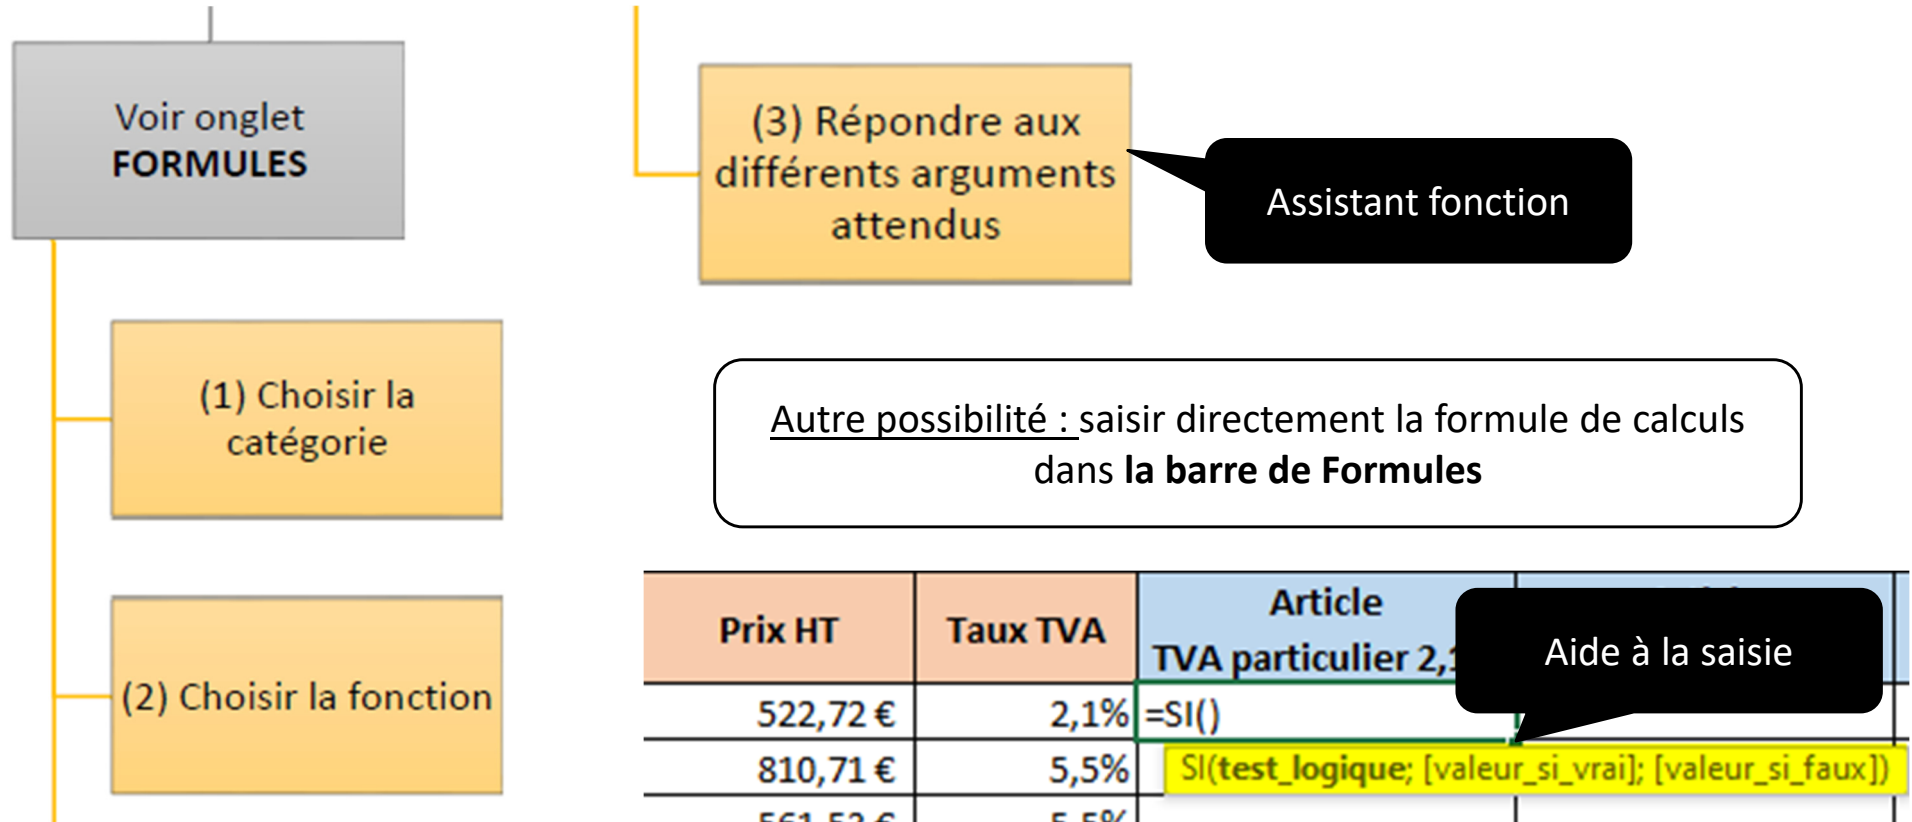 Voir onglet
FORMULES
(1) Choisir la
catégorie
(2) Choisir la fonction
(3) Répondre aux
différents arguments
attendus
Assistant fonction
Autre possibilité : saisir directement la formule de calculs
dans la barre de Formules
Prix HT Taux TVA Article
TVA particulier 2,1
Aide à la saisie
522,72 € 2,1% =SI()
810,71 € 5,5% SI(test_logique; [valeur_si_vrai]; [valeur_si_faux])